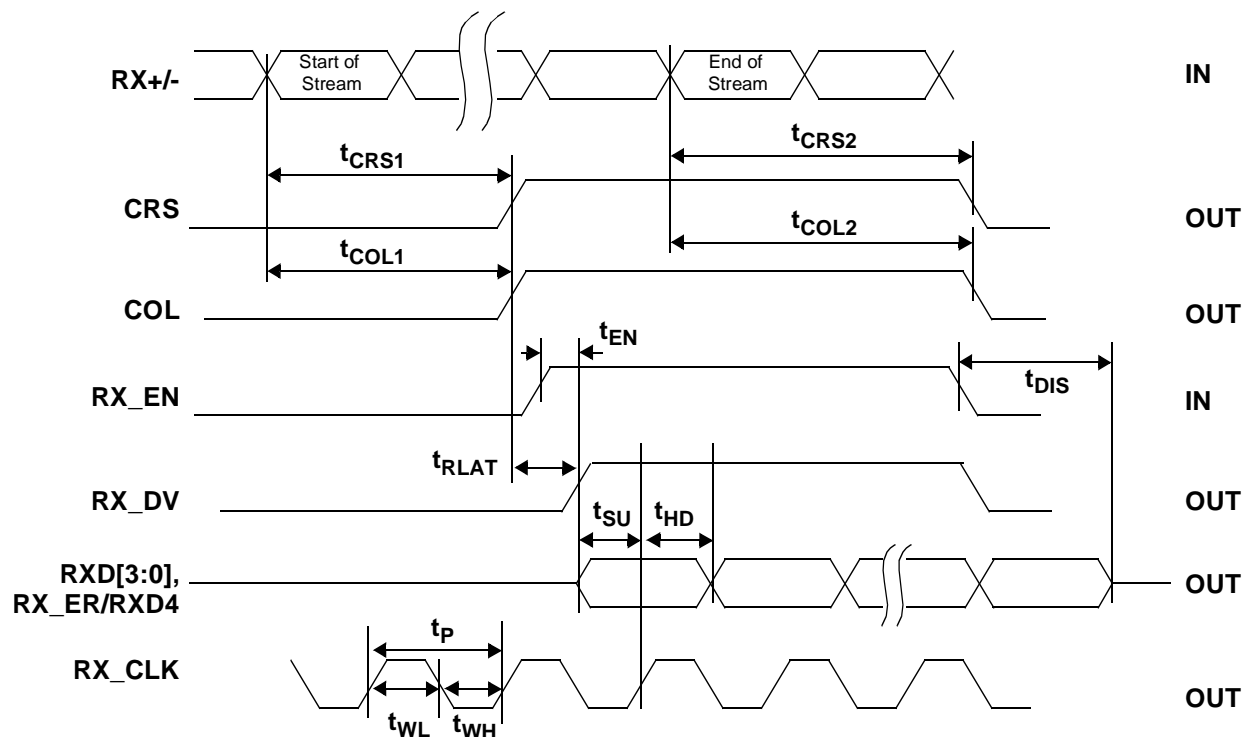 RX+/-
Start of
Stream
End of
Stream
IN
tCRS1
tCRS2
CRS
OUT
tCOL1
tCOL2
COL
OUT
tEN
RX_EN
tDIS
IN
tRLAT
RX_DV
OUT
tSU
tHD
RXD[3:0],
RX_ER/RXD4
OUT
tP
RX_CLK
OUT
tWL
tWH